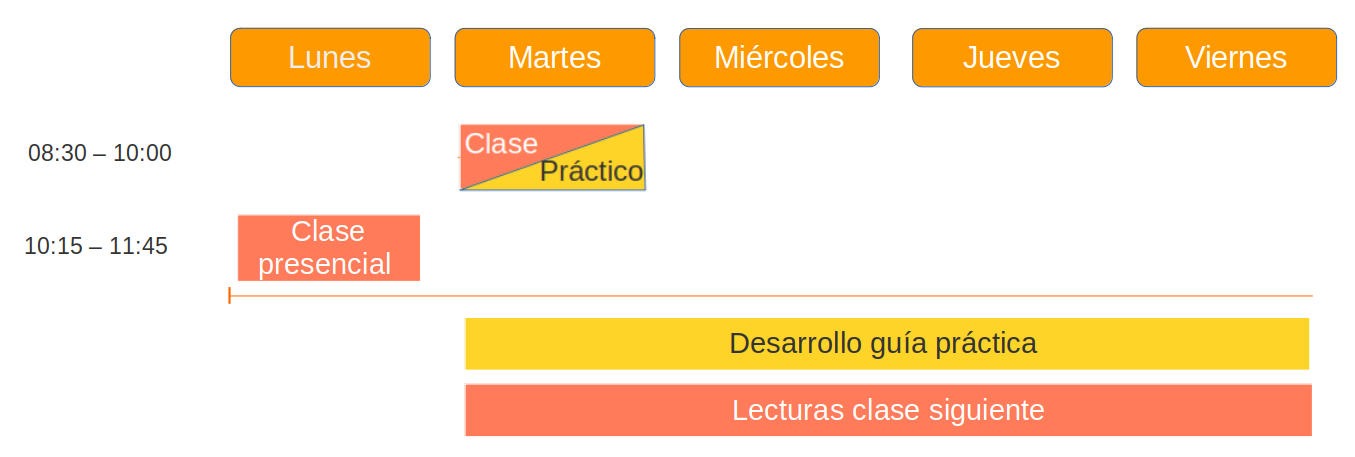 Lunes Martes Miércoles Jueves Viernes
08:30 – 10:00
Clase
Práctico
10:15 – 11:45
Clase
presencial
Desarrollo guía práctica
Lecturas clase siguiente